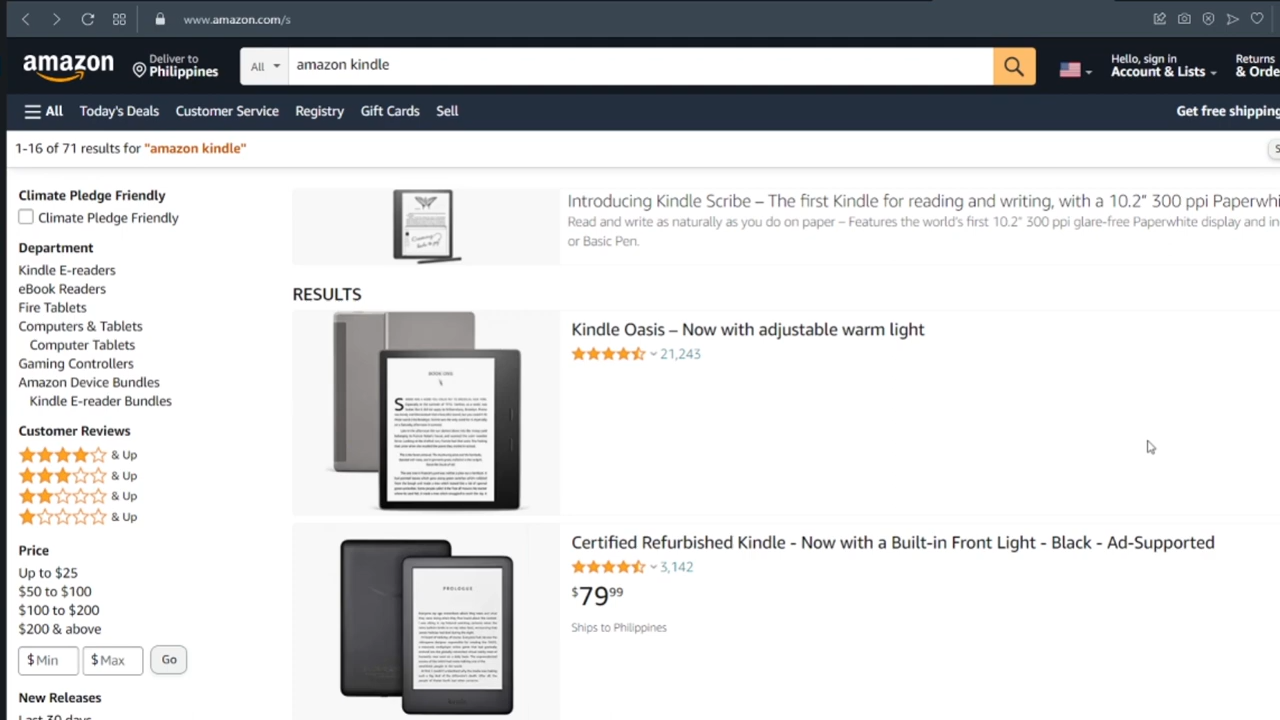 www.amazon.com/s
amazon
Deliver to
Philippines
All
amazon kindle
Hello, sign in
Account & Lists
Returns
& Orde
All
Today's Deals
Customer Service
Registry
Gift Cards
Sell
Get free shipping
1-16 of 71 results for "amazon kindle"
Climate Pledge Friendly
Climate Pledge Friendly
Department
Kindle E-readers
eBook Readers
Fire Tablets
Computers & Tablets
Computer Tablets
Gaming Controllers
Amazon Device Bundles
Kindle E-reader Bundles
Customer Reviews
& Up
& Up
& Up
& Up
Price
Up to $25
$50 to $100
$100 to $200
$200 & above
$ Min
$ Max
Go
New Releases
Last 30 days
Introducing Kindle Scribe – The first Kindle for reading and writing, with a 10.2" 300 ppi Paperwhi
Read and write as naturally as you do on paper – Features the world's first 10.2" 300 ppi glare-free Paperwhite display and in
or Basic Pen.
RESULTS
Kindle Oasis – Now with adjustable warm light
21,243
Certified Refurbished Kindle - Now with a Built-in Front Light - Black - Ad-Supported
3,142
$79.99
Ships to Philippines
PROLOGUE